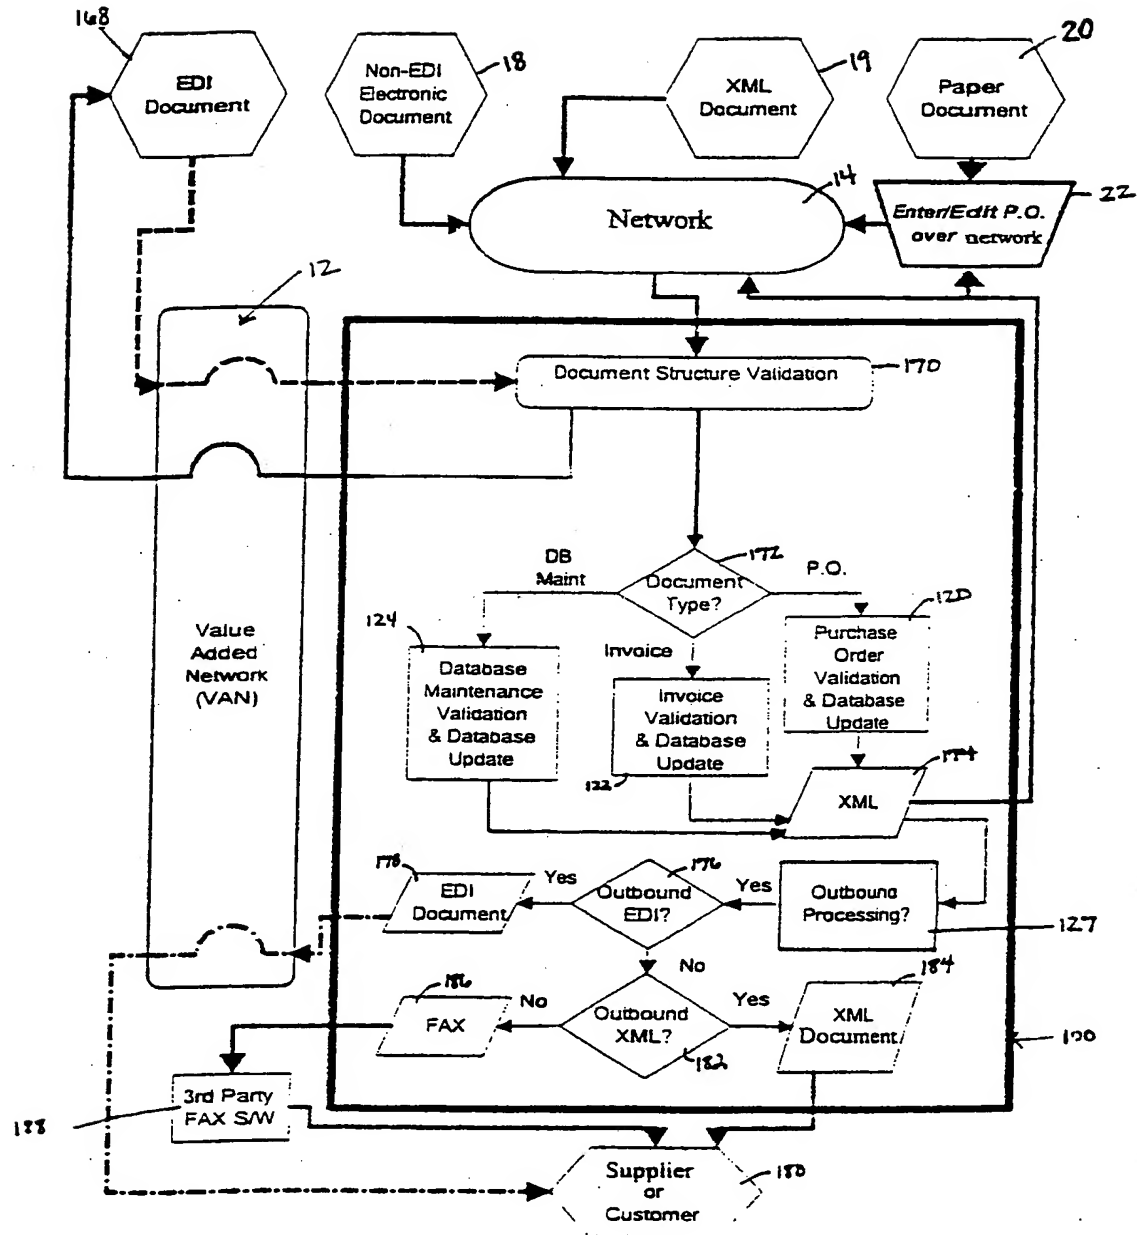 168
EDI
Document
Non-EDI
Electronic
Document
18
XML
Document
19
Paper
Document
20
Network
14
Enter/Edit P.O.
over network
22
12
Document Structure Validation
170
DB
Maint
Document
Type?
172
P.O.
Value
Added
Network
(VAN)
124
Database
Maintenance
Validation
& Database
Update
Invoice
Invoice
Validation
& Database
Update
122
120
Purchase
Order
Validation
& Database
Update
XML
174
178
EDI
Document
Yes
Outbound
EDI?
176
Yes
Outbound
Processing?
127
No
186
FAX
No
Outbound
XML?
182
Yes
184
XML
Document
100
3rd Party
FAX S/W
188
Supplier
or
Customer
180